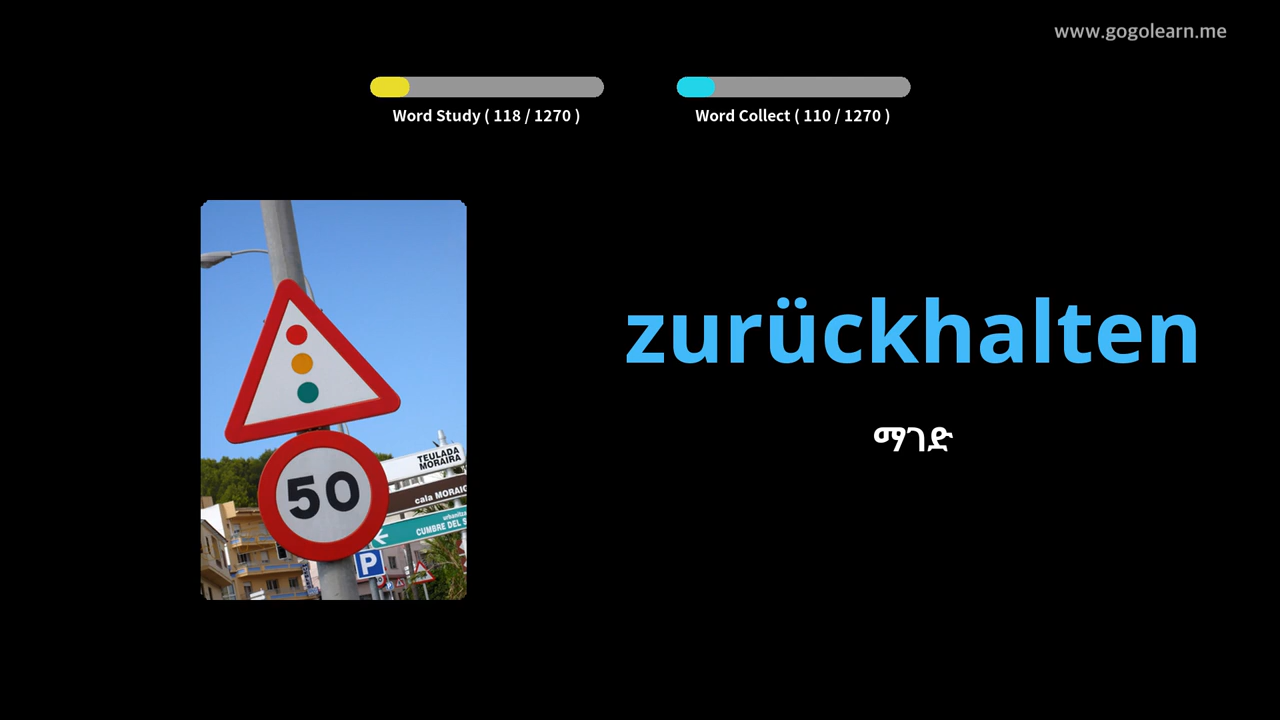 www.gogolearn.me
Word Study ( 118 / 1270 )
Word Collect ( 110 / 1270 )
zurückhalten
ማገድ
50
TEULADA
MORAIRA
cala MORAIG
CUMBRE DEL S
P